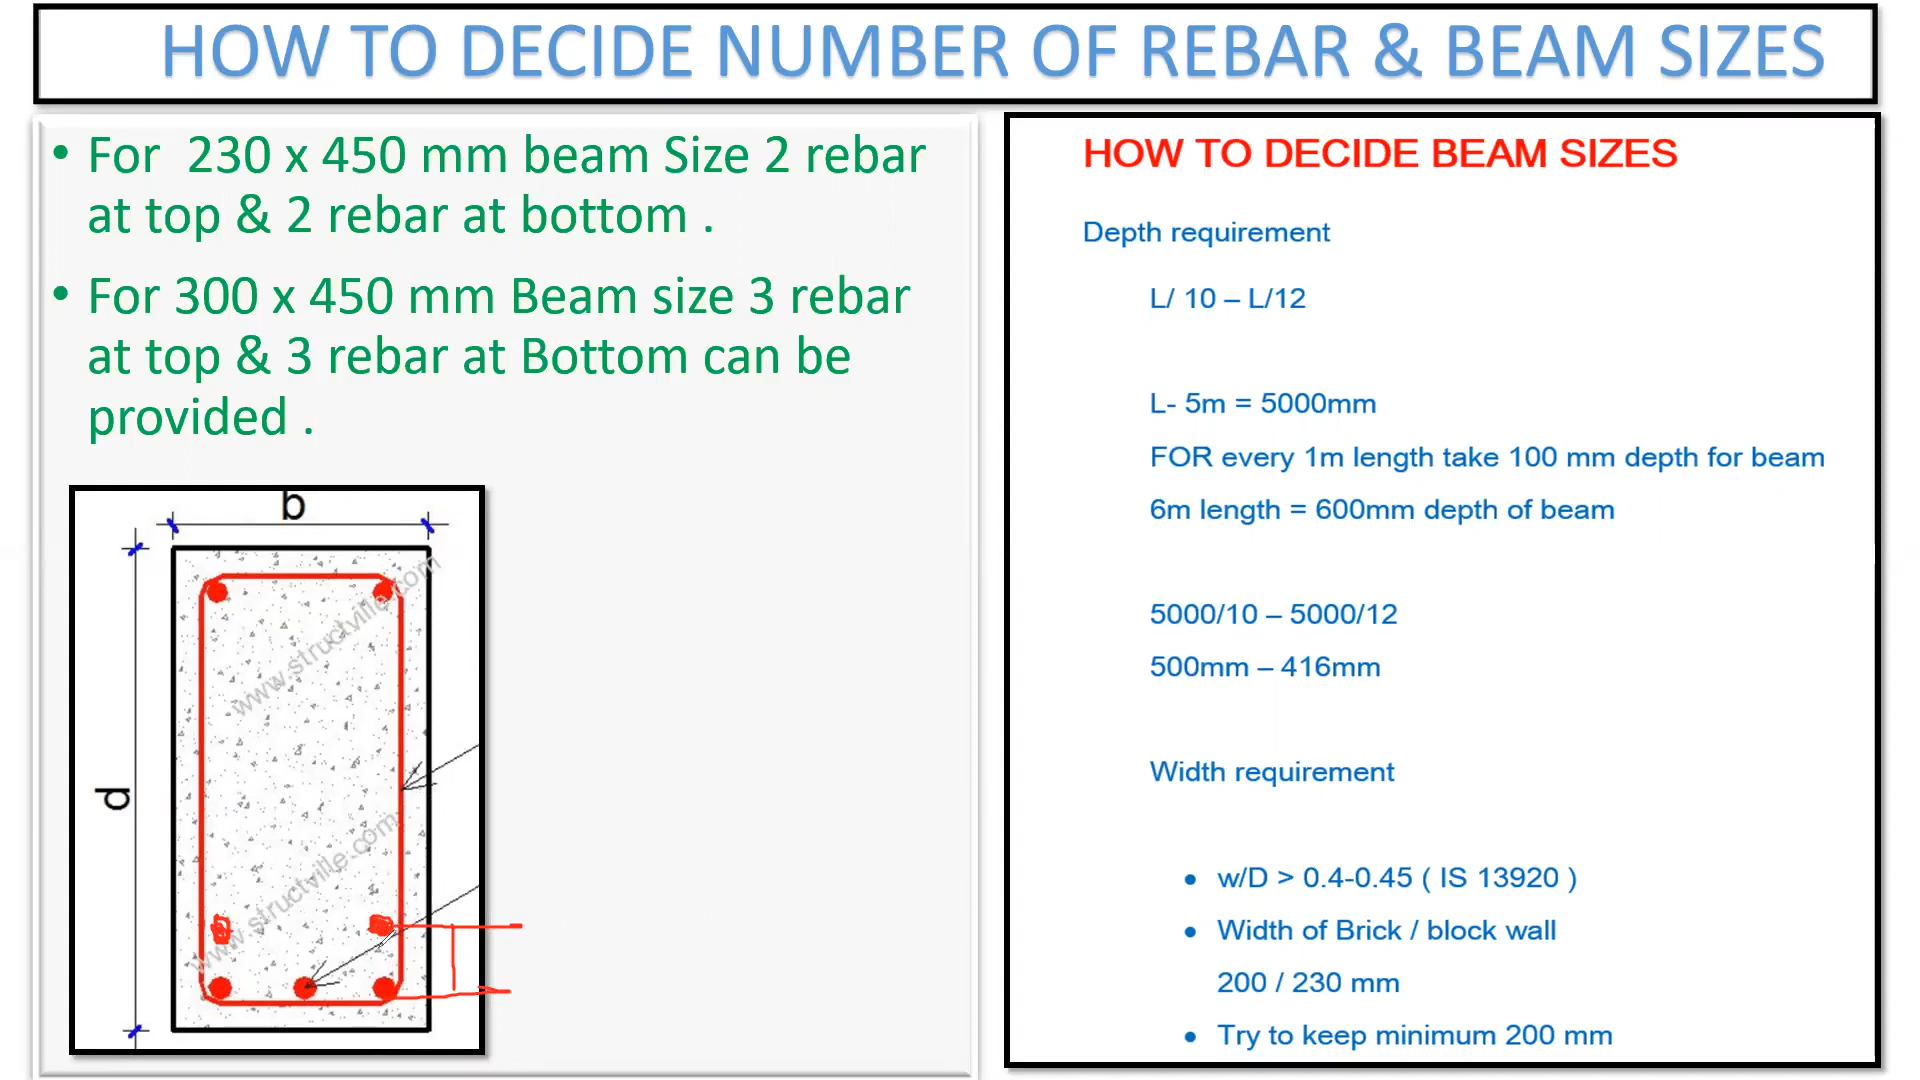 HOW TO DECIDE NUMBER OF REBAR & BEAM SIZES
• For 230 x 450 mm beam Size 2 rebar
at top & 2 rebar at bottom .
• For 300 x 450 mm Beam size 3 rebar
at top & 3 rebar at Bottom can be
provided .
b
d
www.structville.com
www.structville.com
HOW TO DECIDE BEAM SIZES
Depth requirement
L/ 10 – L/12
L- 5m = 5000mm
FOR every 1m length take 100 mm depth for beam
6m length = 600mm depth of beam
5000/10 – 5000/12
500mm – 416mm
Width requirement
• w/D > 0.4-0.45 ( IS 13920 )
• Width of Brick / block wall
200 / 230 mm
• Try to keep minimum 200 mm